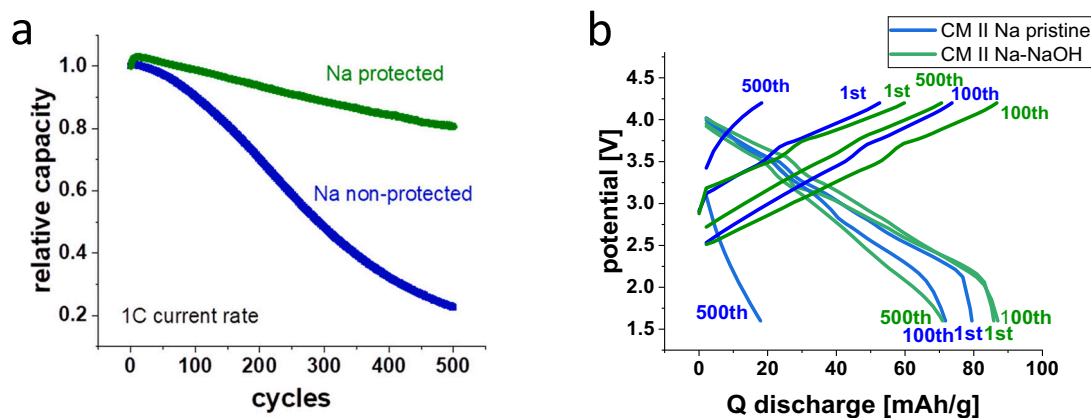 a
1.0
0.8
0.6
0.4
0.2
relative capacity
Na protected
Na non-protected
1C current rate
0 100 200 300 400 500
cycles
b
CM II Na pristine
CM II Na-NaOH
4.5
4.0
3.5
3.0
2.5
2.0
1.5
potential [V]
500th
1st
1st
500th
100th
100th
500th
500th
100th
1st
1st
100th
0 20 40 60 80 100
Q discharge [mAh/g]